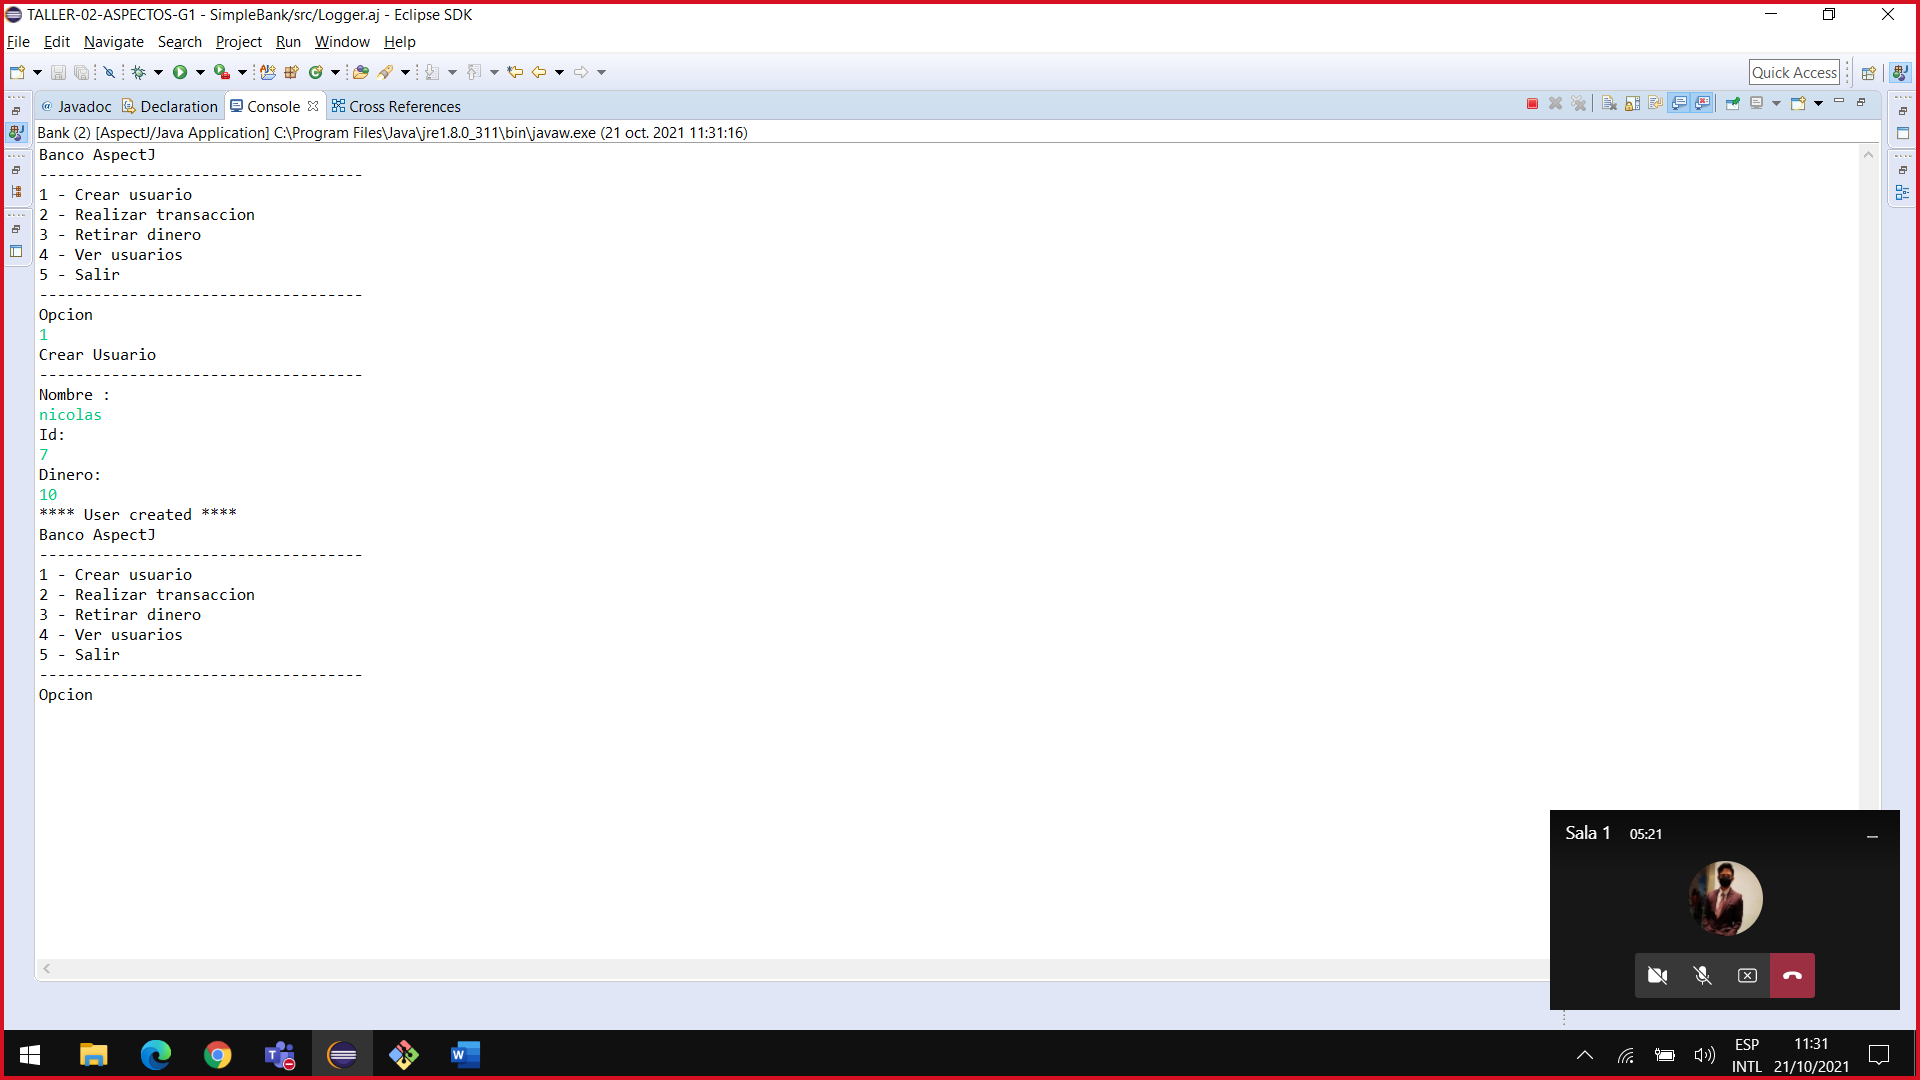 TALLER-02-ASPECTOS-G1 - SimpleBank/src/Logger.aj - Eclipse SDK
File Edit Navigate Search Project Run Window Help
Quick Access
@ Javadoc Declaration Console Cross References
Bank (2) [AspectJ/Java Application] C:\Program Files\Java\jre1.8.0_311\bin\javaw.exe (21 oct. 2021 11:31:16)
Banco AspectJ
------------------------------------
1 - Crear usuario
2 - Realizar transaccion
3 - Retirar dinero
4 - Ver usuarios
5 - Salir
------------------------------------
Opcion
1
Crear Usuario
------------------------------------
Nombre :
nicolas
Id:
7
Dinero:
10
**** User created ****
Banco AspectJ
------------------------------------
1 - Crear usuario
2 - Realizar transaccion
3 - Retirar dinero
4 - Ver usuarios
5 - Salir
------------------------------------
Opcion
Sala 1 05:21
ESP
INTL
11:31
21/10/2021